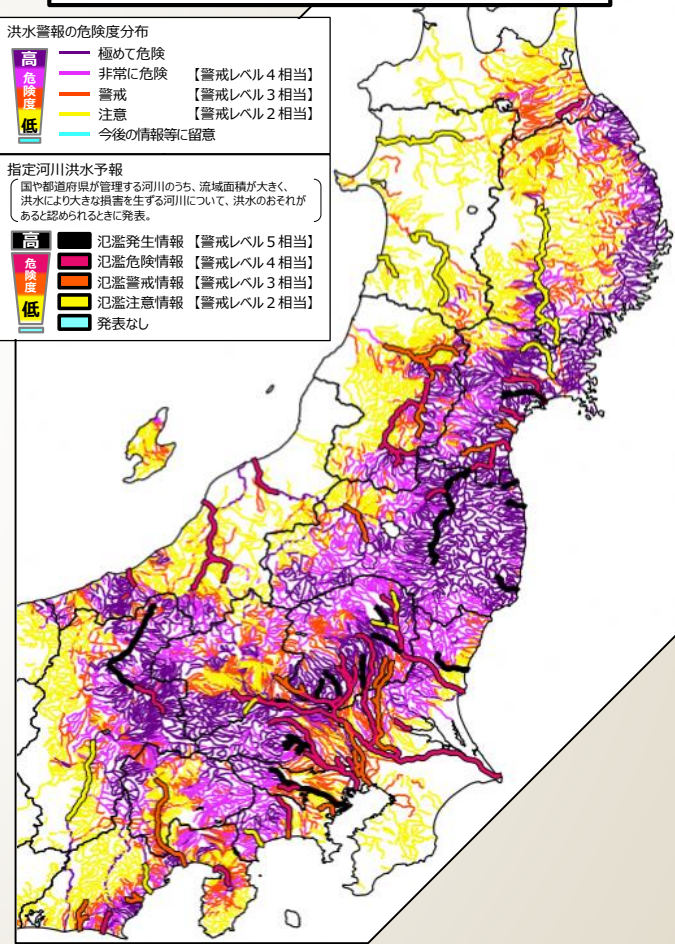 洪水警報の危険度分布
高
危険度
低
極めて危険
非常に危険 【警戒レベル4相当】
警戒 【警戒レベル3相当】
注意 【警戒レベル2相当】
今後の情報等に留意
指定河川洪水予報
国や都道府県が管理する河川のうち、流域面積が大きく、
洪水により大きな損害を生ずる河川について、洪水のおそれが
あると認められるときに発表。
高
危険度
低
氾濫発生情報 【警戒レベル5相当】
氾濫危険情報 【警戒レベル4相当】
氾濫警戒情報 【警戒レベル3相当】
氾濫注意情報 【警戒レベル2相当】
発表なし